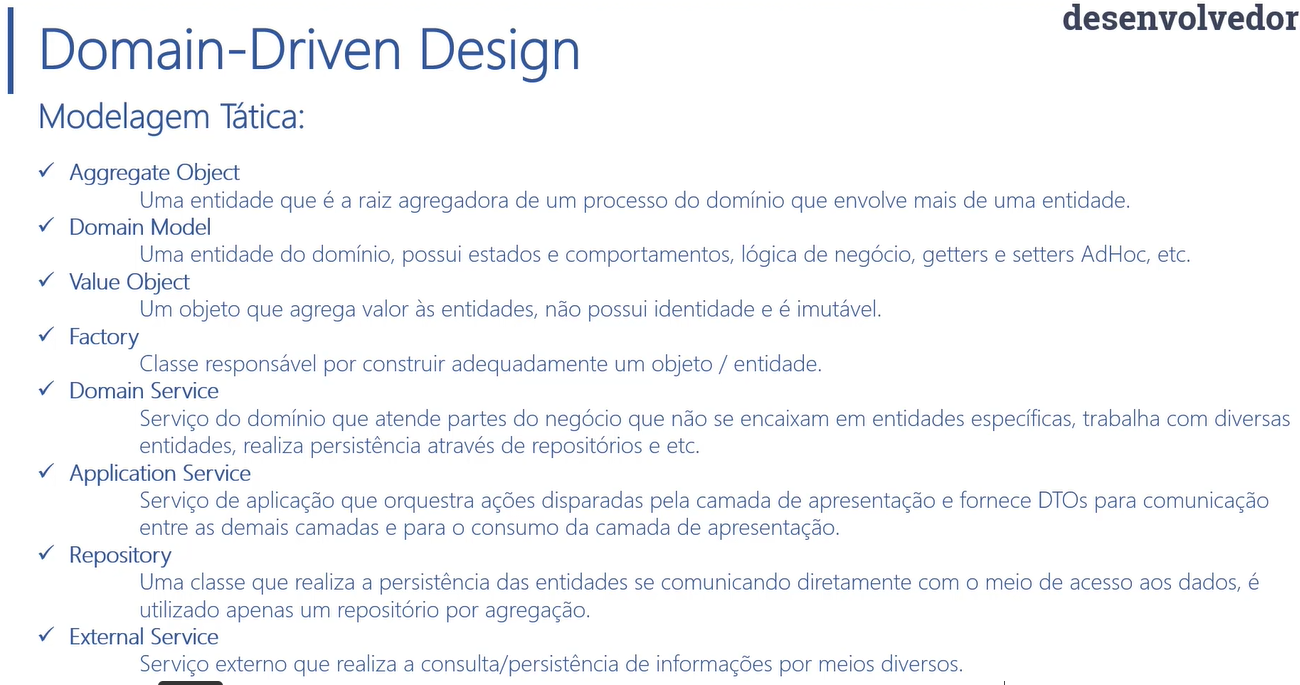 desenvolvedor
Domain-Driven Design
Modelagem Tática:
✓ Aggregate Object
Uma entidade que é a raiz agregadora de um processo do domínio que envolve mais de uma entidade.
✓ Domain Model
Uma entidade do domínio, possui estados e comportamentos, lógica de negócio, getters e setters AdHoc, etc.
✓ Value Object
Um objeto que agrega valor às entidades, não possui identidade e é imutável.
✓ Factory
Classe responsável por construir adequadamente um objeto / entidade.
✓ Domain Service
Serviço do domínio que atende partes do negócio que não se encaixam em entidades específicas, trabalha com diversas
entidades, realiza persistência através de repositórios e etc.
✓ Application Service
Serviço de aplicação que orquestra ações disparadas pela camada de apresentação e fornece DTOs para comunicação
entre as demais camadas e para o consumo da camada de apresentação.
✓ Repository
Uma classe que realiza a persistência das entidades se comunicando diretamente com o meio de acesso aos dados, é
utilizado apenas um repositório por agregação.
✓ External Service
Serviço externo que realiza a consulta/persistência de informações por meios diversos.